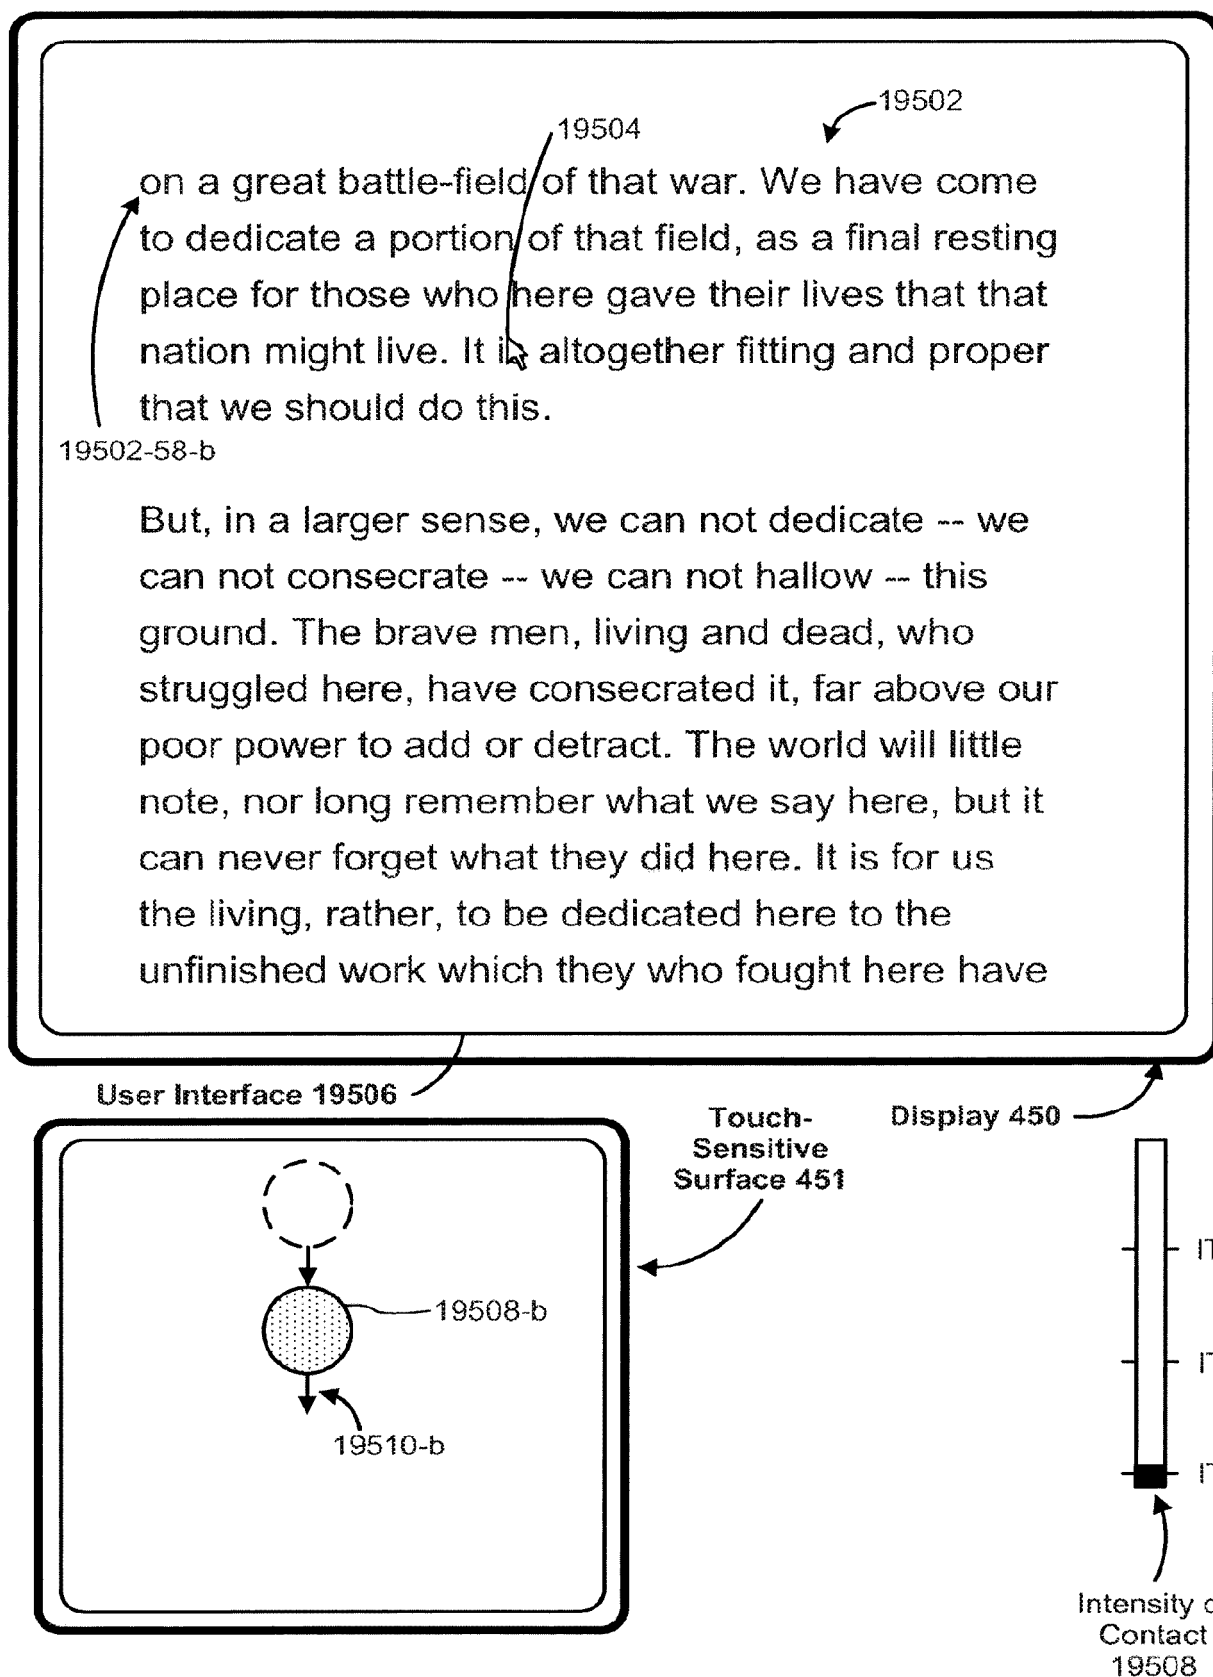 19502
19504
on a great battle-field of that war. We have come
to dedicate a portion of that field, as a final resting
place for those who here gave their lives that that
nation might live. It is altogether fitting and proper
that we should do this.
19502-58-b
But, in a larger sense, we can not dedicate -- we
can not consecrate -- we can not hallow -- this
ground. The brave men, living and dead, who
struggled here, have consecrated it, far above our
poor power to add or detract. The world will little
note, nor long remember what we say here, but it
can never forget what they did here. It is for us
the living, rather, to be dedicated here to the
unfinished work which they who fought here have
User Interface 19506
Display 450
Touch-
Sensitive
Surface 451
19508-b
19510-b
Intensity
Contact
19508